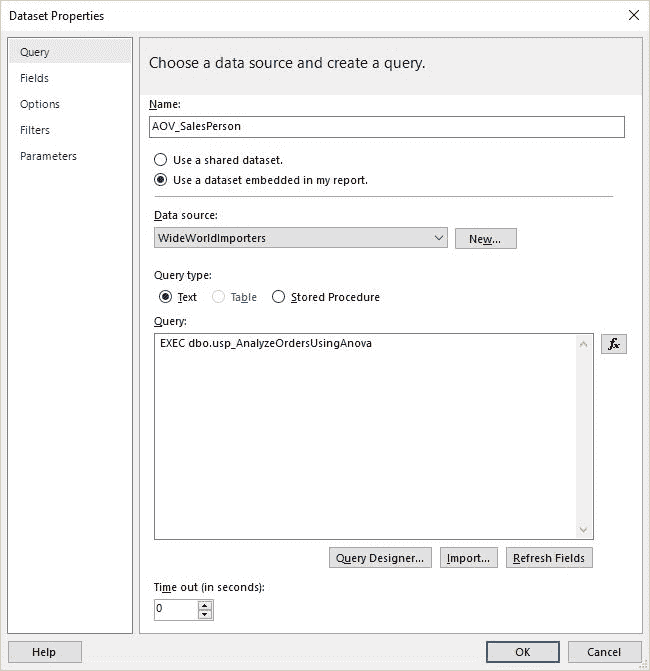 Dataset Properties
Query
Fields
Options
Filters
Parameters
Choose a data source and create a query.
Name:
AOV_SalesPerson
Use a shared dataset.
Use a dataset embedded in my report.
Data source:
WideWorldImporters
New...
Query type:
Text Table Stored Procedure
Query:
EXEC dbo.usp_AnalyzeOrdersUsingAnova
fx
Query Designer... Import... Refresh Fields
Time out (in seconds):
0
Help OK Cancel